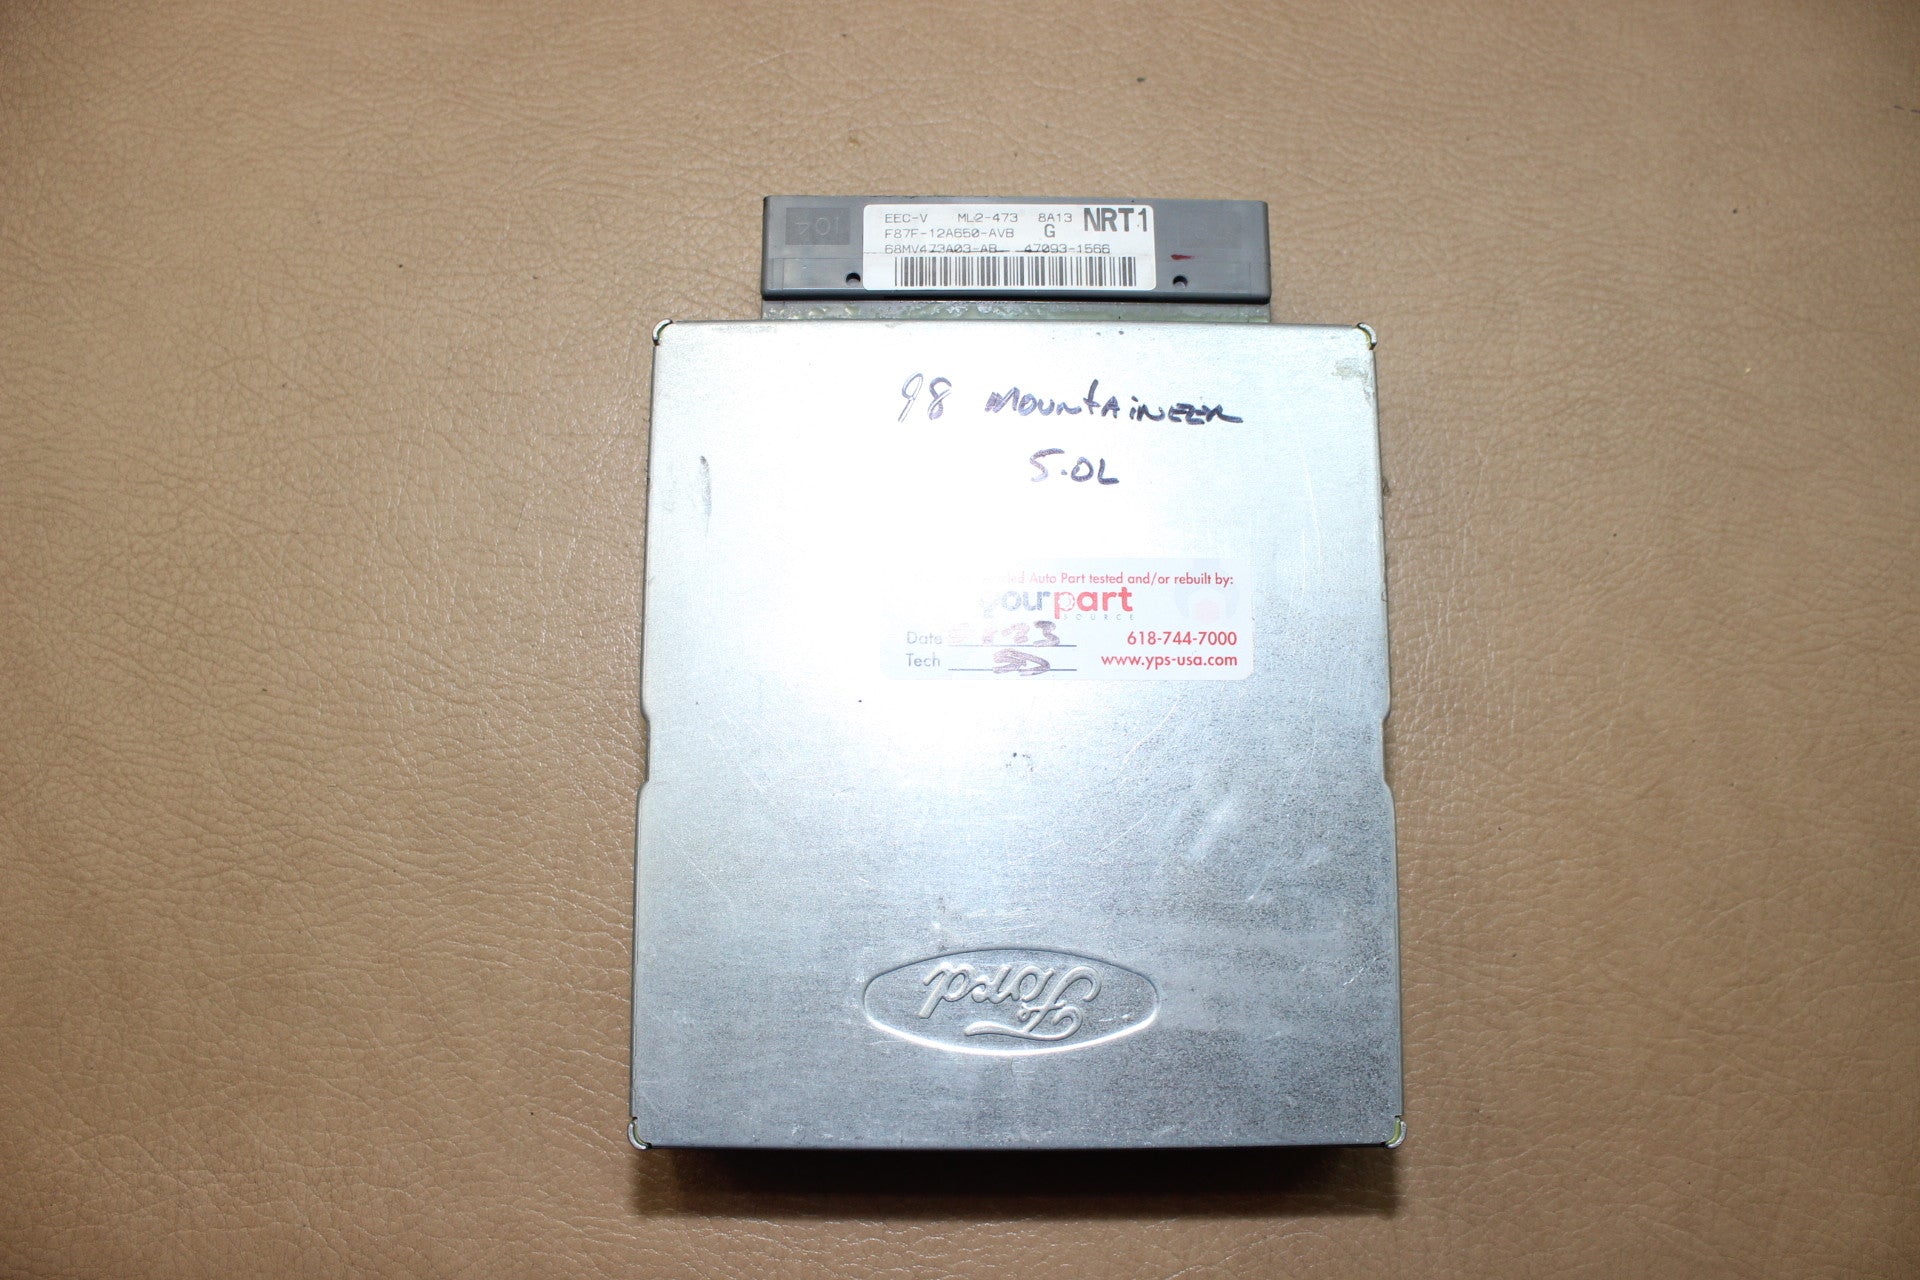 104
EEC-V ML2-473 8A13 NRT1
F87F-12A650-AVB G
68MV473A03-AB 47093-1566
98 MOUNTAINEER
5.0L
Auto Part tested and/or rebuilt by:
yourpart
SOURCE
Date
618-744-7000
Tech
www.yps-usa.com
Ford